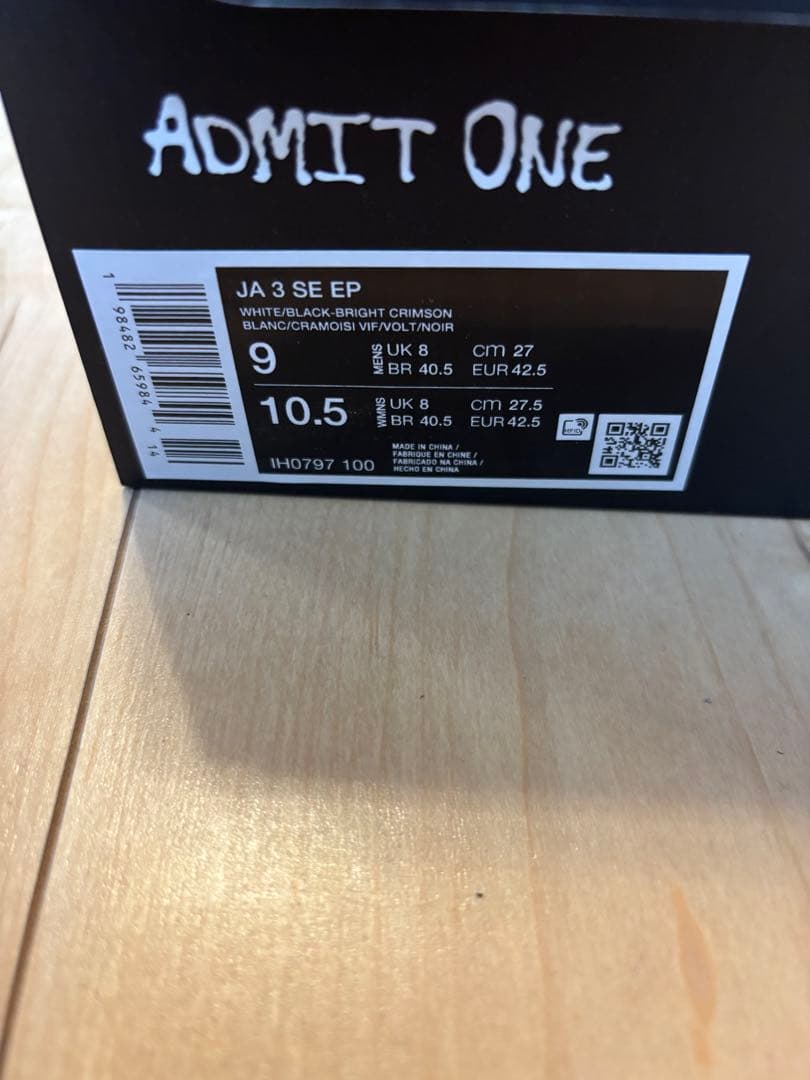 ADMIT ONE
JA 3 SE EP
WHITE/BLACK-BRIGHT CRIMSON
BLANC/CRAMOISI VIF/VOLT/NOIR
9 MENS UK 8 cm 27
BR 40.5 EUR 42.5
10.5 WMNS UK 8 cm 27.5
BR 40.5 EUR 42.5
MADE IN CHINA /
FABRIQUE EN CHINE /
FABRICADO NA CHINA /
HECHO EN CHINA
IH0797 100
RFID
1 98482 65984 4 14